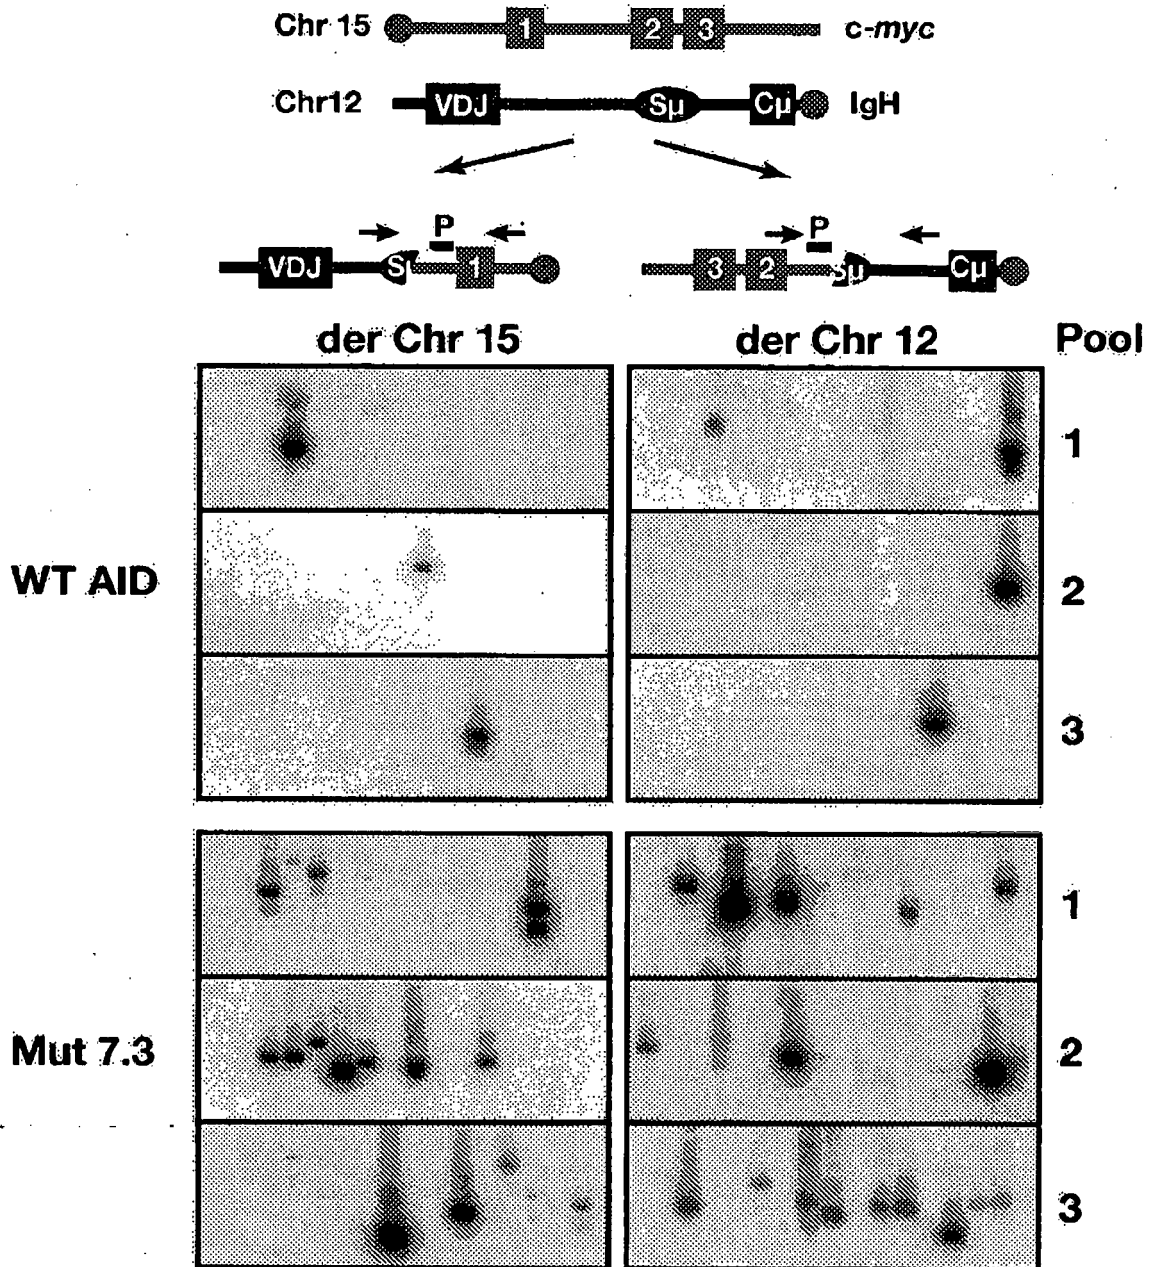 Chr 15 1 2 3 c-myc
Chr12 VDJ Sμ Cμ IgH
P P
VDJ S 1 3 2 Sμ Cμ
der Chr 15 der Chr 12 Pool
1
WT AID 2
3
1
Mut 7.3 2
3